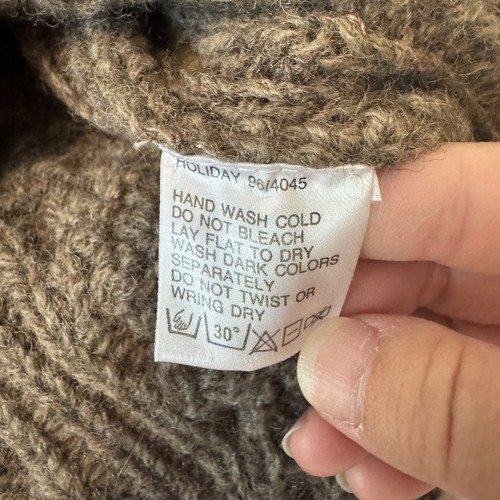 HOLIDAY 96/4045
HAND WASH COLD
DO NOT BLEACH
LAY FLAT TO DRY
WASH DARK COLORS
SEPARATELY
DO NOT TWIST OR
WRING DRY
30°